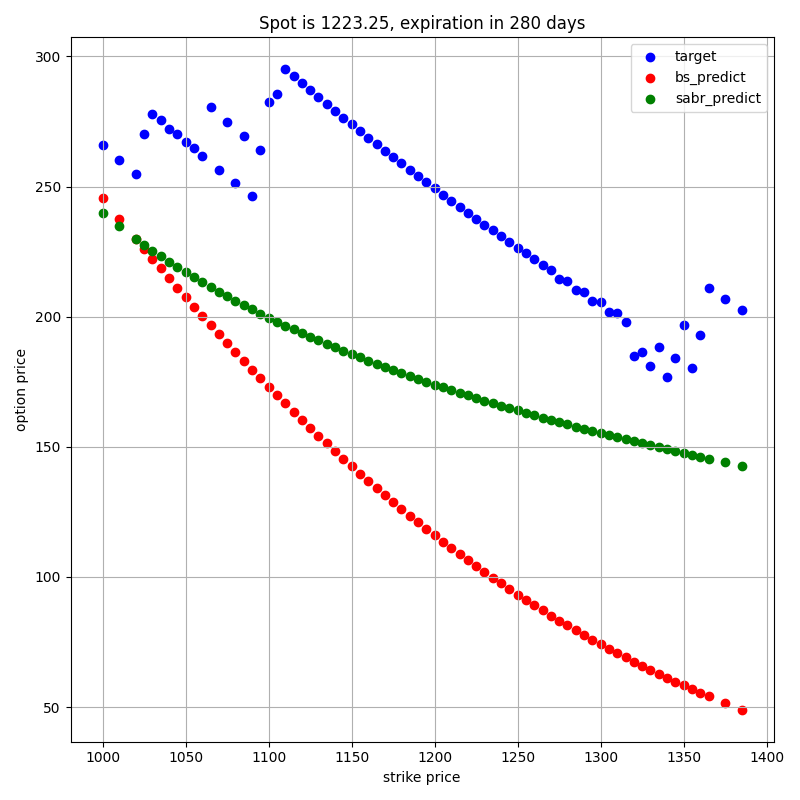 Spot is 1223.25, expiration in 280 days
target
bs_predict
sabr_predict
option price
300
250
200
150
100
50
1000 1050 1100 1150 1200 1250 1300 1350 1400
strike price